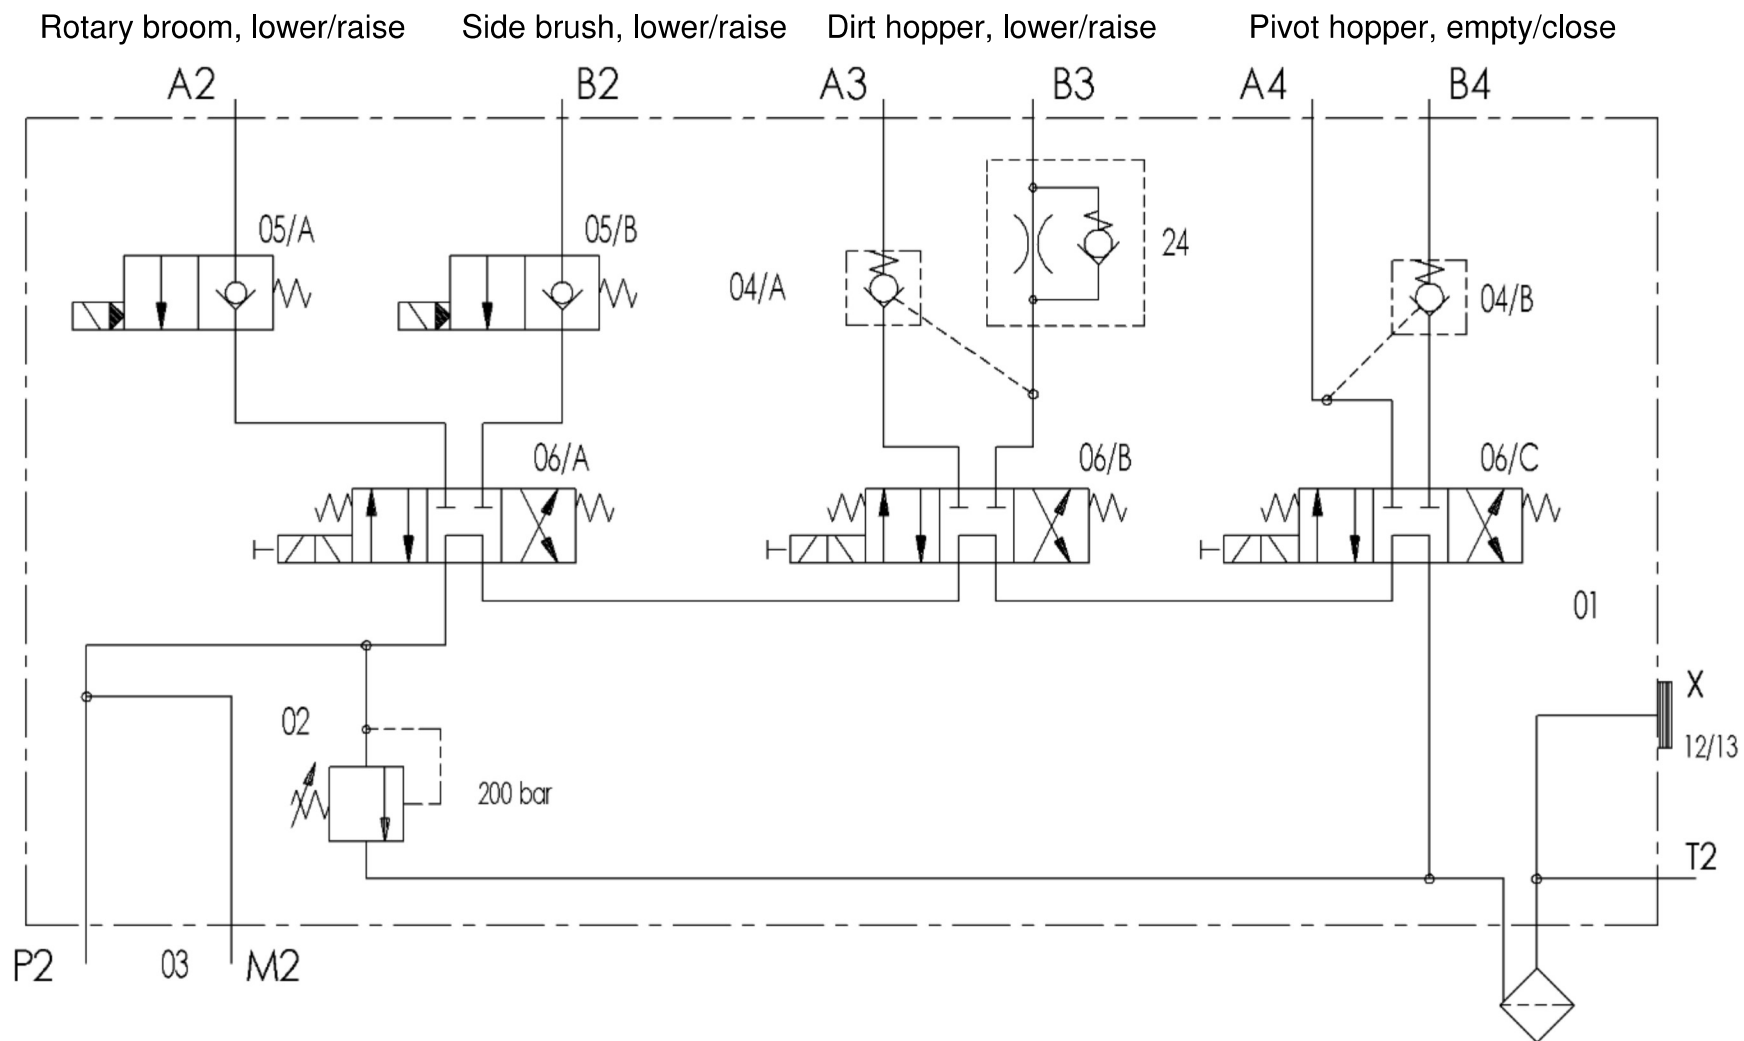 Rotary broom, lower/raise
Side brush, lower/raise
Dirt hopper, lower/raise
Pivot hopper, empty/close
A2
B2
A3
B3
A4
B4
05/A
05/B
04/A
24
04/B
06/A
06/B
06/C
01
02
200 bar
X
12/13
T2
P2
03
M2